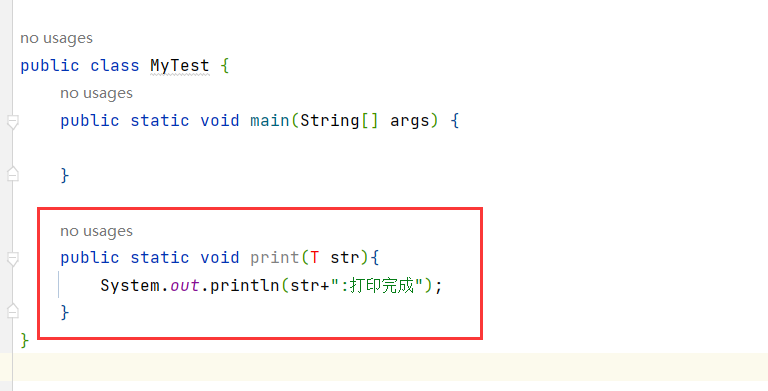 no usages
public class MyTest {
no usages
public static void main(String[] args) {
}
no usages
public static void print(T str){
System.out.println(str+":打印完成");
}
}